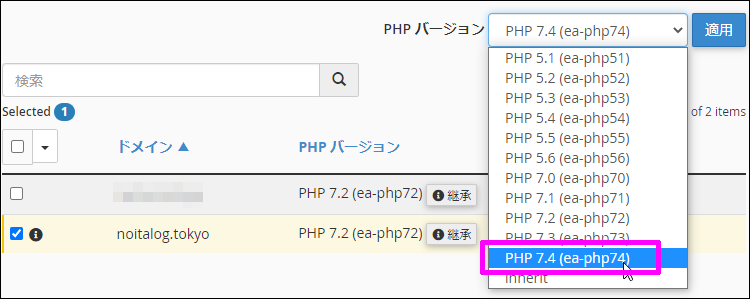 PHP バージョン PHP 7.4 (ea-php74) 適用
検索
Selected 1
of 2 items
ドメイン ▲ PHP バージョン
PHP 7.2 (ea-php72) 継承
noitalog.tokyo PHP 7.2 (ea-php72) 継承
PHP 5.1 (ea-php51)
PHP 5.2 (ea-php52)
PHP 5.3 (ea-php53)
PHP 5.4 (ea-php54)
PHP 5.5 (ea-php55)
PHP 5.6 (ea-php56)
PHP 7.0 (ea-php70)
PHP 7.1 (ea-php71)
PHP 7.2 (ea-php72)
PHP 7.3 (ea-php73)
PHP 7.4 (ea-php74)
inherit